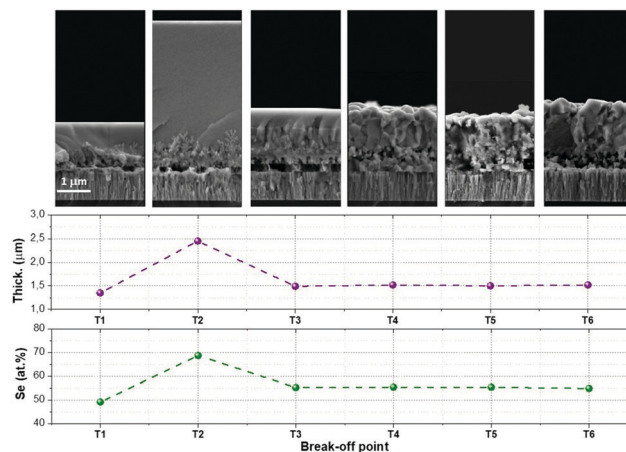 1 µm
3,0
2,5
2,0
1,5
1,0
Thick. (µm)
T1 T2 T3 T4 T5 T6
80
70
60
50
40
Se (at.%)
T1 T2 T3 T4 T5 T6
Break-off point